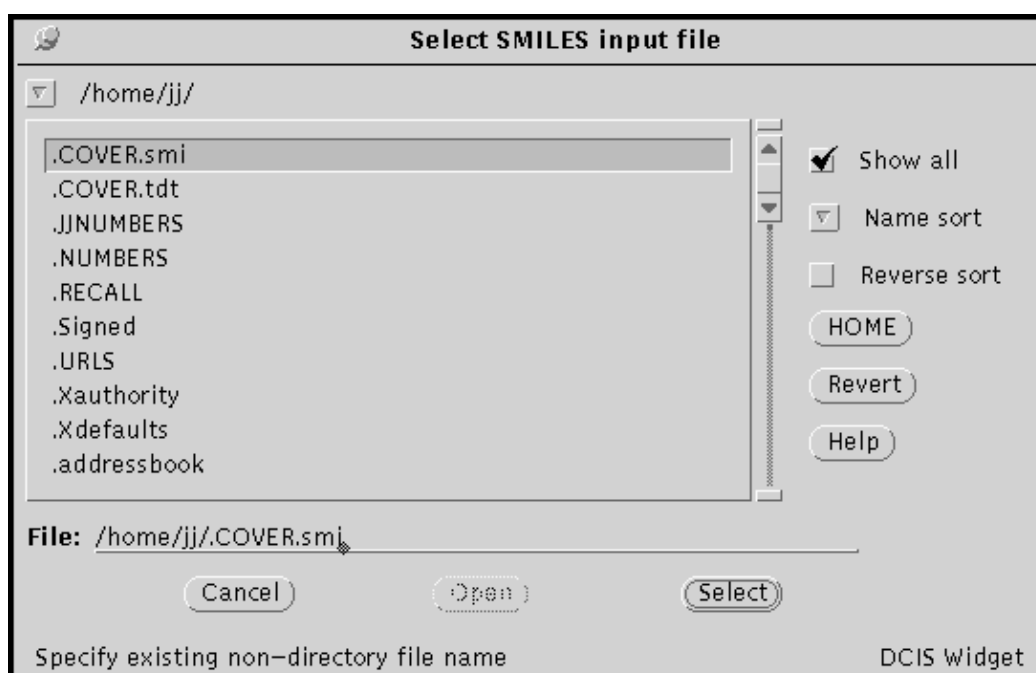 Select SMILES input file
/home/jj/
.COVER.smi
.COVER.tdt
.JJNUMBERS
.NUMBERS
.RECALL
.Signed
.URLS
.Xauthority
.Xdefaults
.addressbook
Show all
Name sort
Reverse sort
HOME
Revert
Help
File: /home/jj/.COVER.smi
Cancel
Open
Select
Specify existing non-directory file name
DCIS Widget